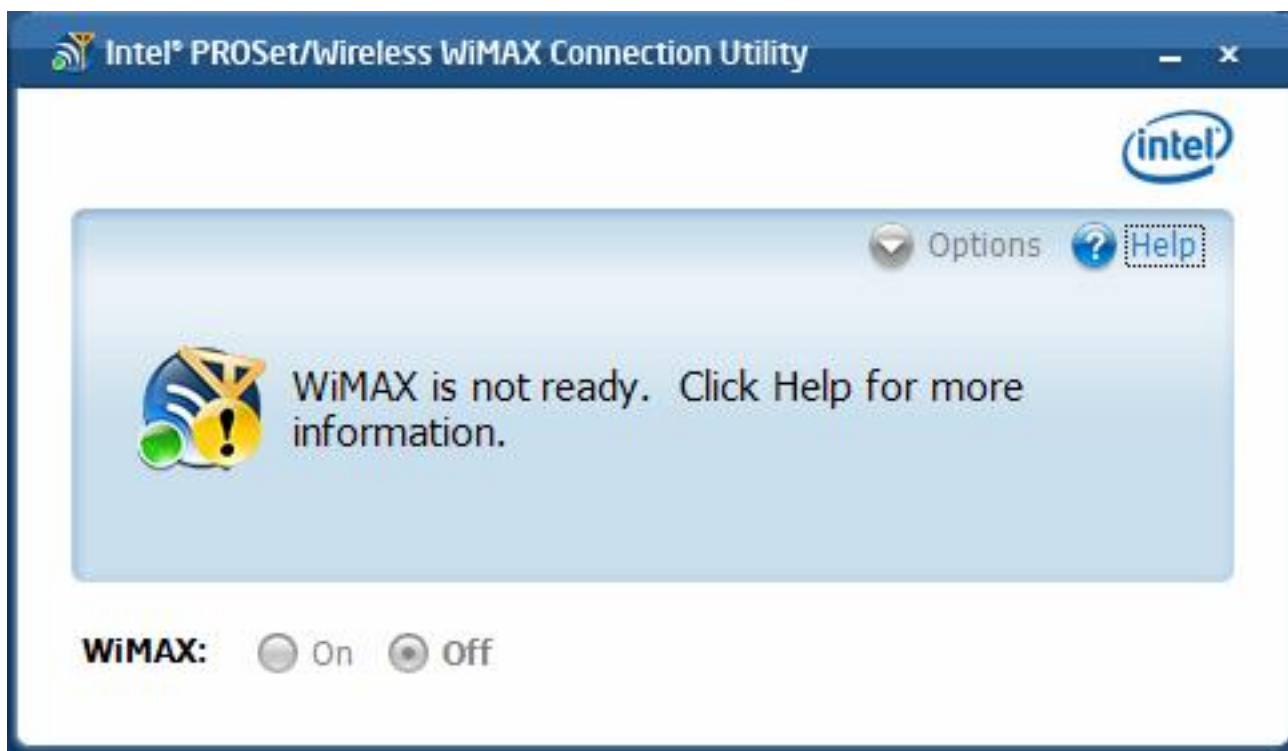 Intel® PROSet/Wireless WiMAX Connection Utility
intel®
Options Help
WiMAX is not ready. Click Help for more
information.
WiMAX: On Off